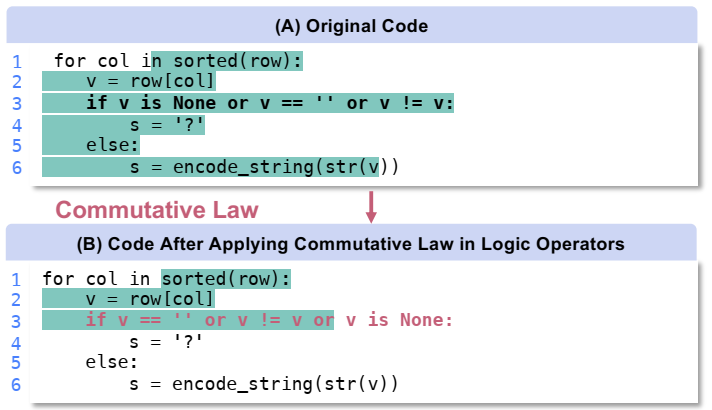 (A) Original Code
1 for col in sorted(row):
2 v = row[col]
3 if v is None or v == '' or v != v:
4 s = '?'
5 else:
6 s = encode_string(str(v))
Commutative Law
(B) Code After Applying Commutative Law in Logic Operators
1 for col in sorted(row):
2 v = row[col]
3 if v == '' or v != v or v is None:
4 s = '?'
5 else:
6 s = encode_string(str(v))